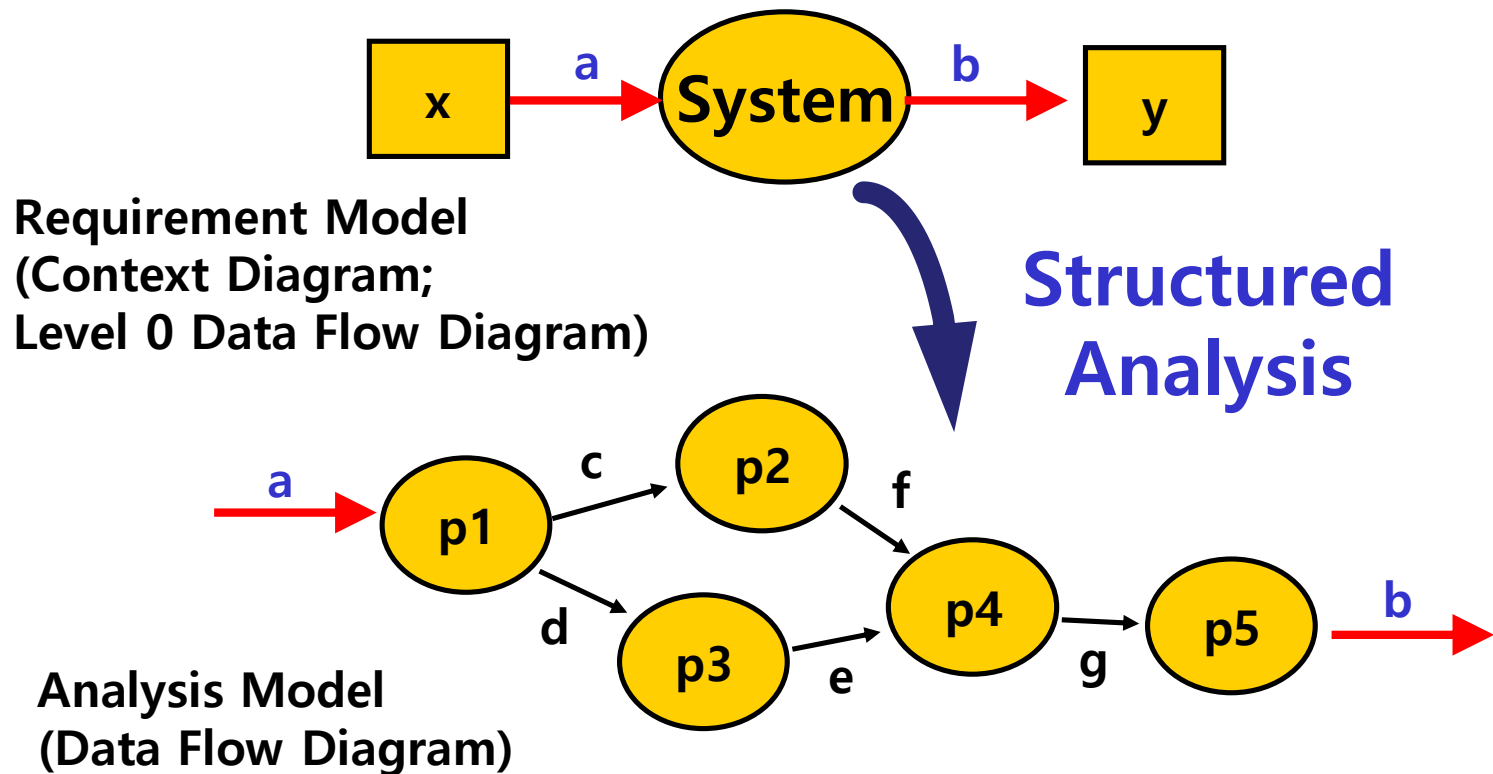 a
b
x
System
y
Requirement Model
(Context Diagram;
Level 0 Data Flow Diagram)
Structured
Analysis
a
c
p2
f
p1
p4
p5
b
d
p3
e
g
Analysis Model
(Data Flow Diagram)